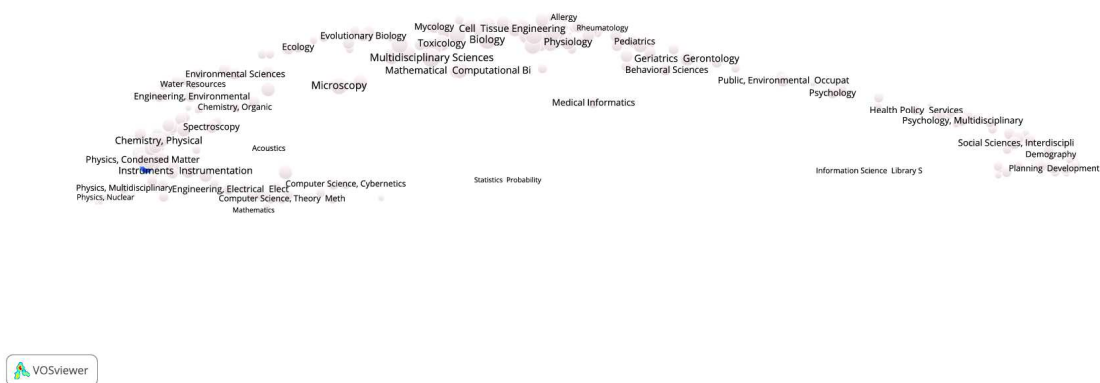 Allergy
Mycology
Cell Tissue Engineering
Rheumatology
Evolutionary Biology
Toxicology
Biology
Physiology
Pediatrics
Ecology
Multidisciplinary Sciences
Geriatrics Gerontology
Mathematical Computational Bi
Behavioral Sciences
Environmental Sciences
Water Resources
Microscopy
Public, Environmental Occupat
Psychology
Engineering, Environmental
Chemistry, Organic
Medical Informatics
Health Policy Services
Psychology, Multidisciplinary
Spectroscopy
Chemistry, Physical
Acoustics
Social Sciences, Interdiscipli
Demography
Physics, Condensed Matter
Instruments Instrumentation
Information Science Library S
Planning Development
Statistics Probability
Computer Science, Cybernetics
Physics, Multidisciplinary
Engineering, Electrical Elect
Physics, Nuclear
Computer Science, Theory Meth
Mathematics
VOSviewer